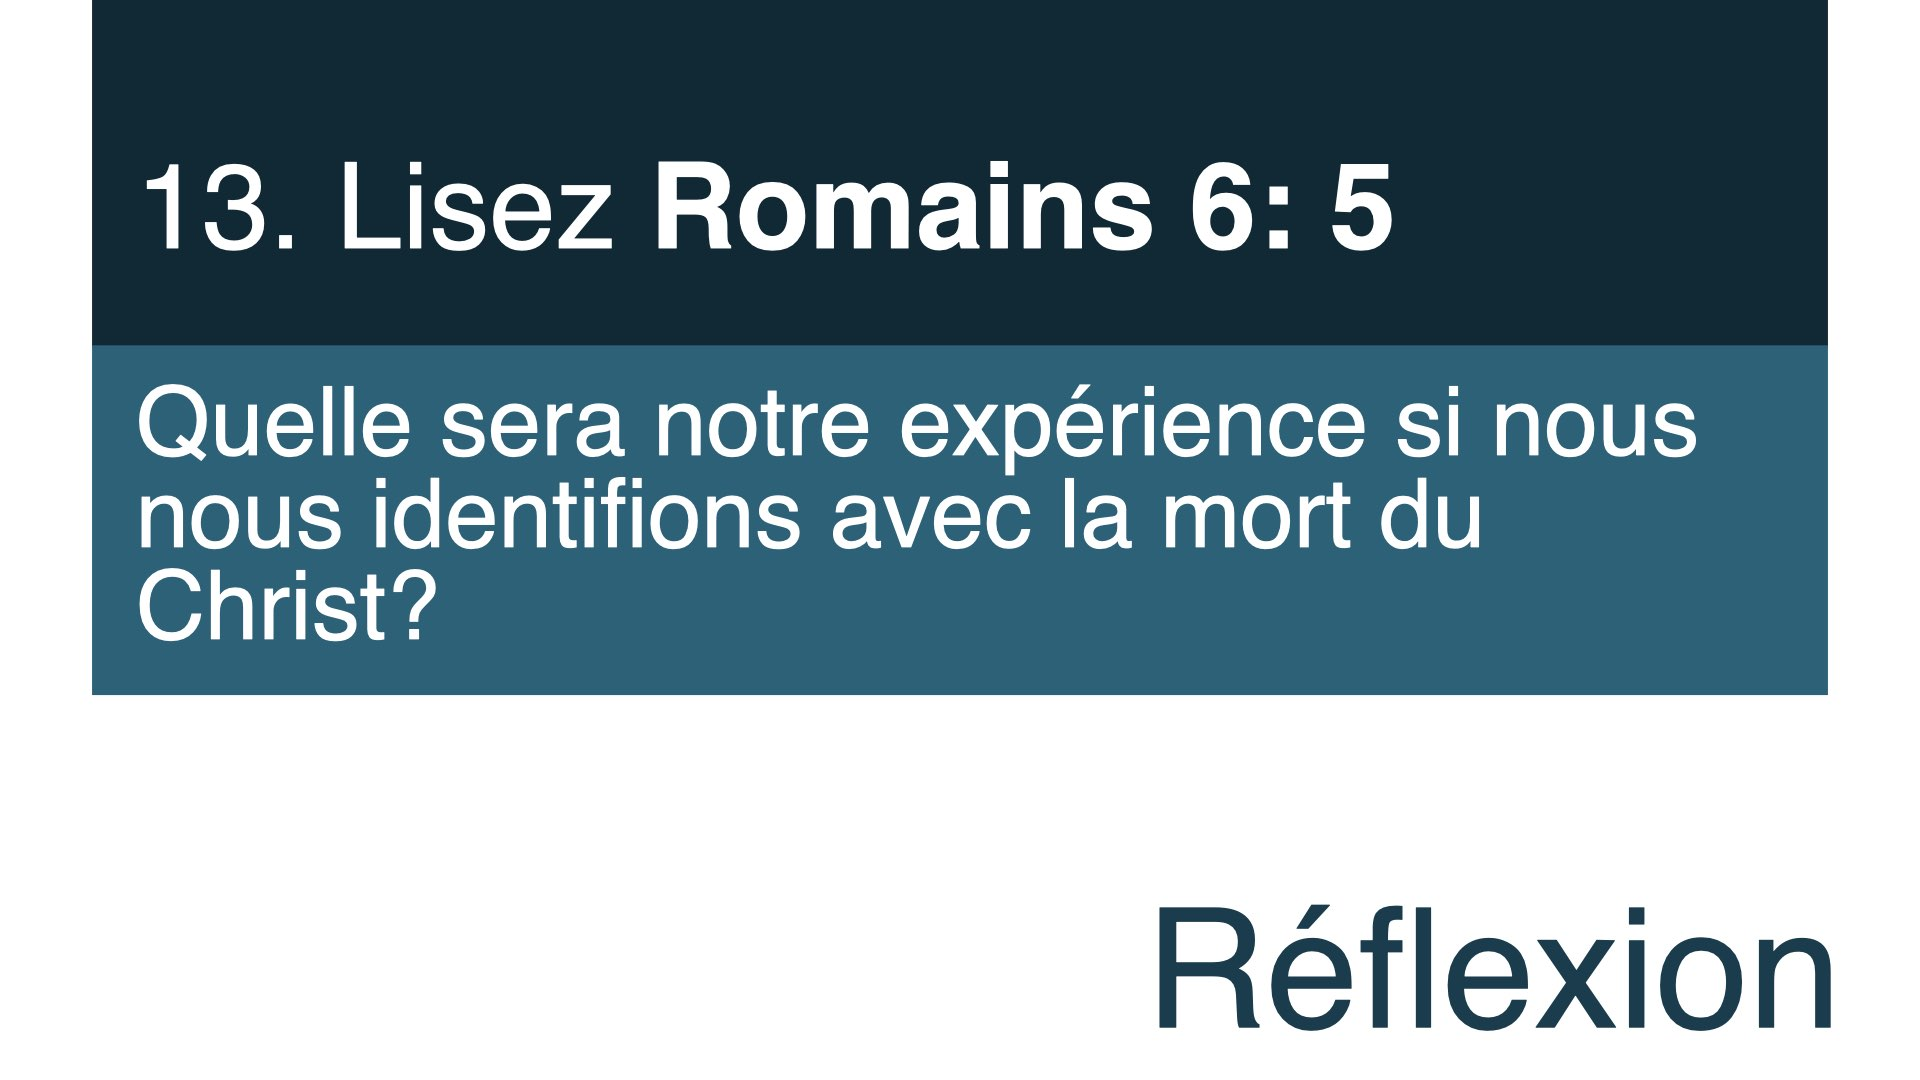 13. Lisez Romains 6: 5
Quelle sera notre expérience si nous
nous identifions avec la mort du
Christ?
Réflexion